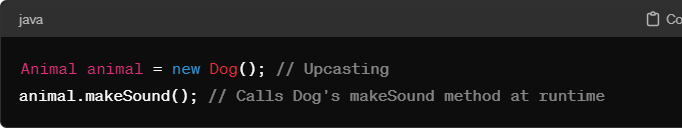 java
Co
Animal animal = new Dog(); // Upcasting
animal.makeSound(); // Calls Dog's makeSound method at runtime